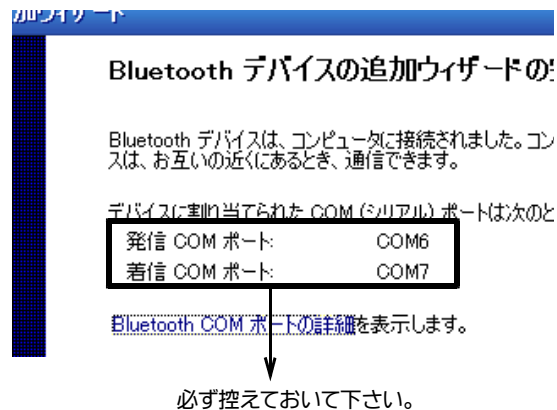 加ウィザード
Bluetooth デバイスの追加ウィザードの
Bluetooth デバイスは、コンピュータに接続されました。コン
スは、お互いの近くにあるとき、通信できます。
デバイスに割り当てられた COM (シリアル) ポートは次のと
発信 COM ポート: COM6
着信 COM ポート: COM7
Bluetooth COM ポートの詳細を表示します。
必ず控えておいて下さい。